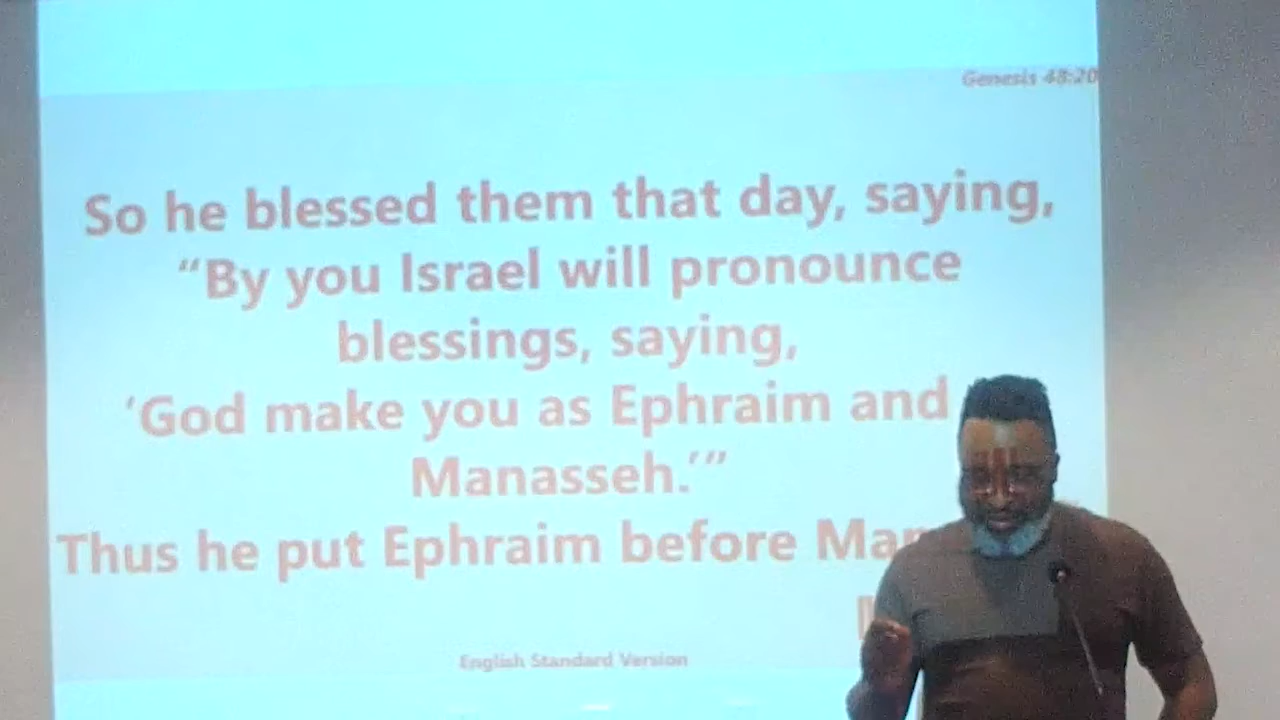 Genesis 48:20
So he blessed them that day, saying,
“By you Israel will pronounce
blessings, saying,
‘God make you as Ephraim and
Manasseh.’”
Thus he put Ephraim before
English Standard Version